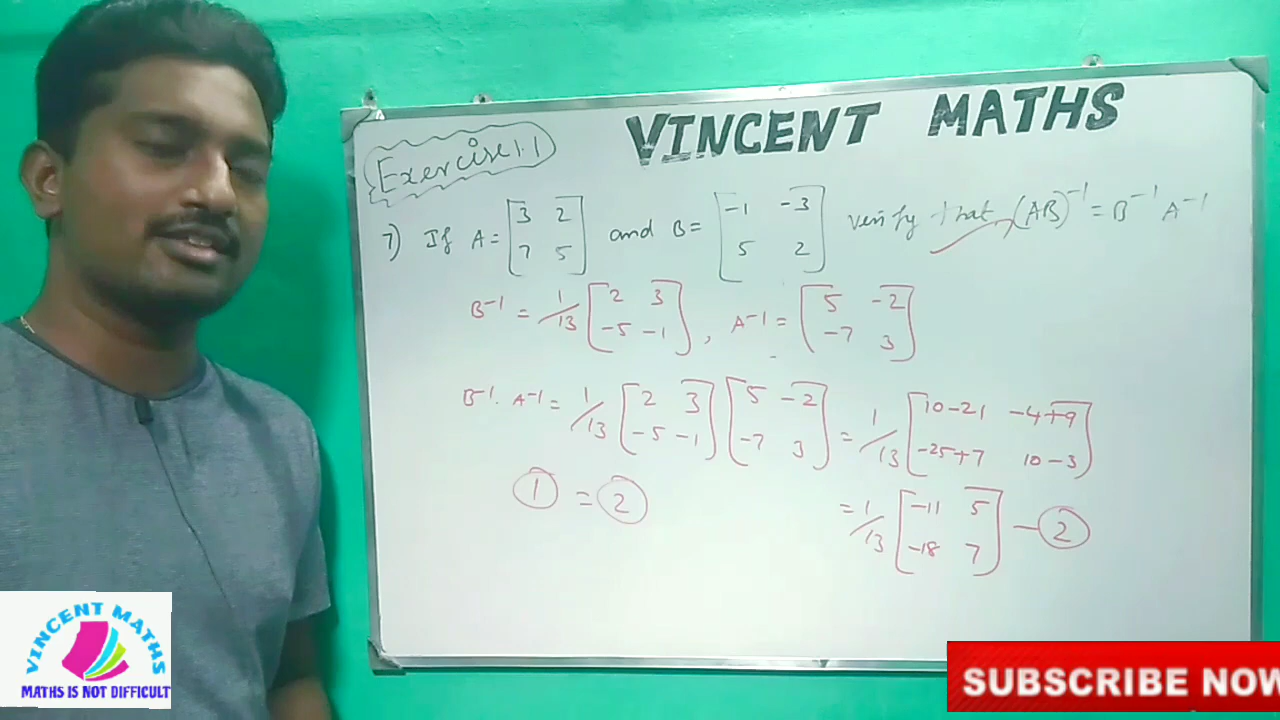 VINCENT MATHS
Exercise 1.1
7) If A = [3 2; 7 5] and B = [-1 -3; 5 2] verify that (AB)⁻¹ = B⁻¹ A⁻¹
B⁻¹ = 1/13 [2 3; -5 -1], A⁻¹ = [5 -2; -7 3]
B⁻¹. A⁻¹ = 1/13 [2 3; -5 -1] [5 -2; -7 3] = 1/13 [10-21 -4+9; -25+7 10-3]
① = ②
= 1/13 [-11 5; -18 7] — ②
VINCENT MATHS
MATHS IS NOT DIFFICULT
SUBSCRIBE NOW